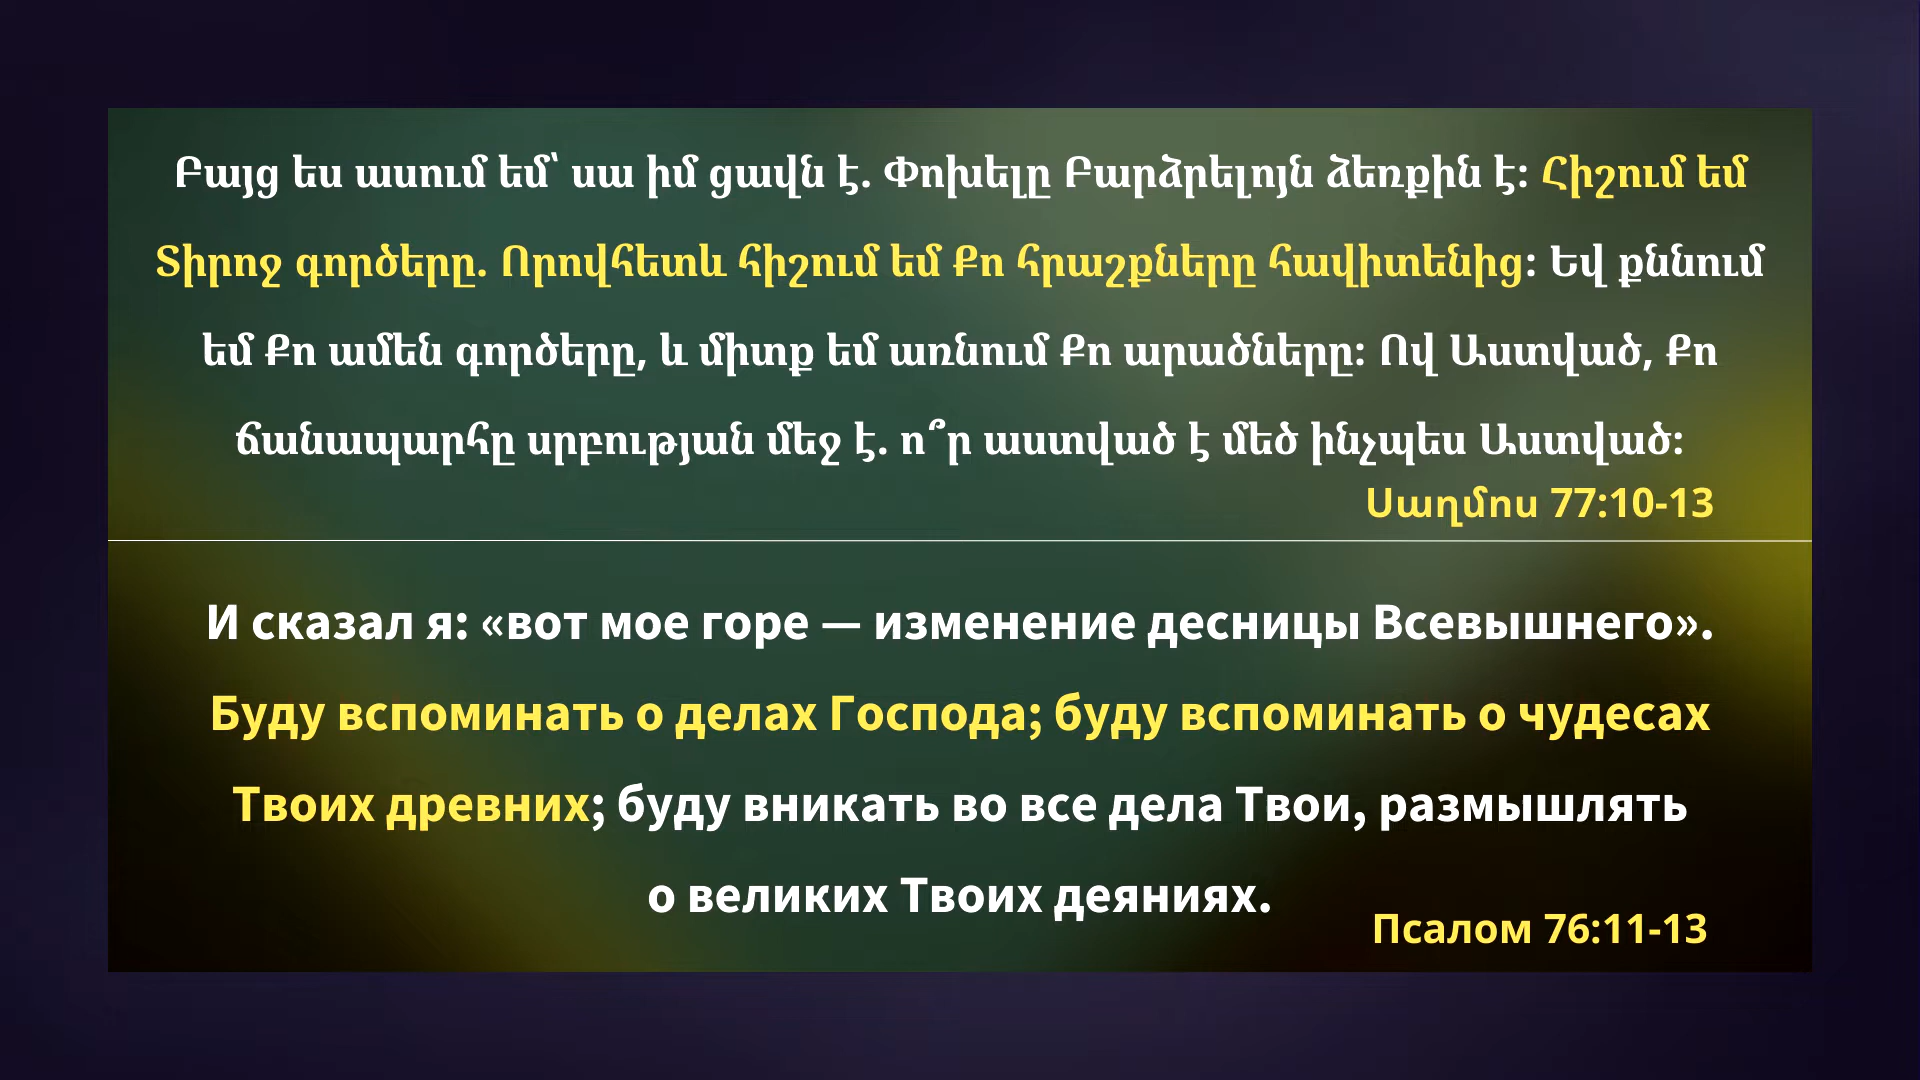 Բայց ես ասում եմ՝ սա իմ ցավն է. Փոխելը Բարձրելոյն ձեռքին է։ Հիշում եմ
Տիրոջ գործերը. Որովհետև հիշում եմ Քո հրաշքները հավիտենից։ Եվ քննում
եմ Քո ամեն գործերը, և միտք եմ առնում Քո արածները։ Ով Աստված, Քո
ճանապարհը սրբության մեջ է. ո՞ր աստված է մեծ ինչպես Աստված։
Սաղմոս 77:10-13
И сказал я: «вот мое горе — изменение десницы Всевышнего».
Буду вспоминать о делах Господа; буду вспоминать о чудесах
Твоих древних; буду вникать во все дела Твои, размышлять
о великих Твоих деяниях.
Псалом 76:11-13